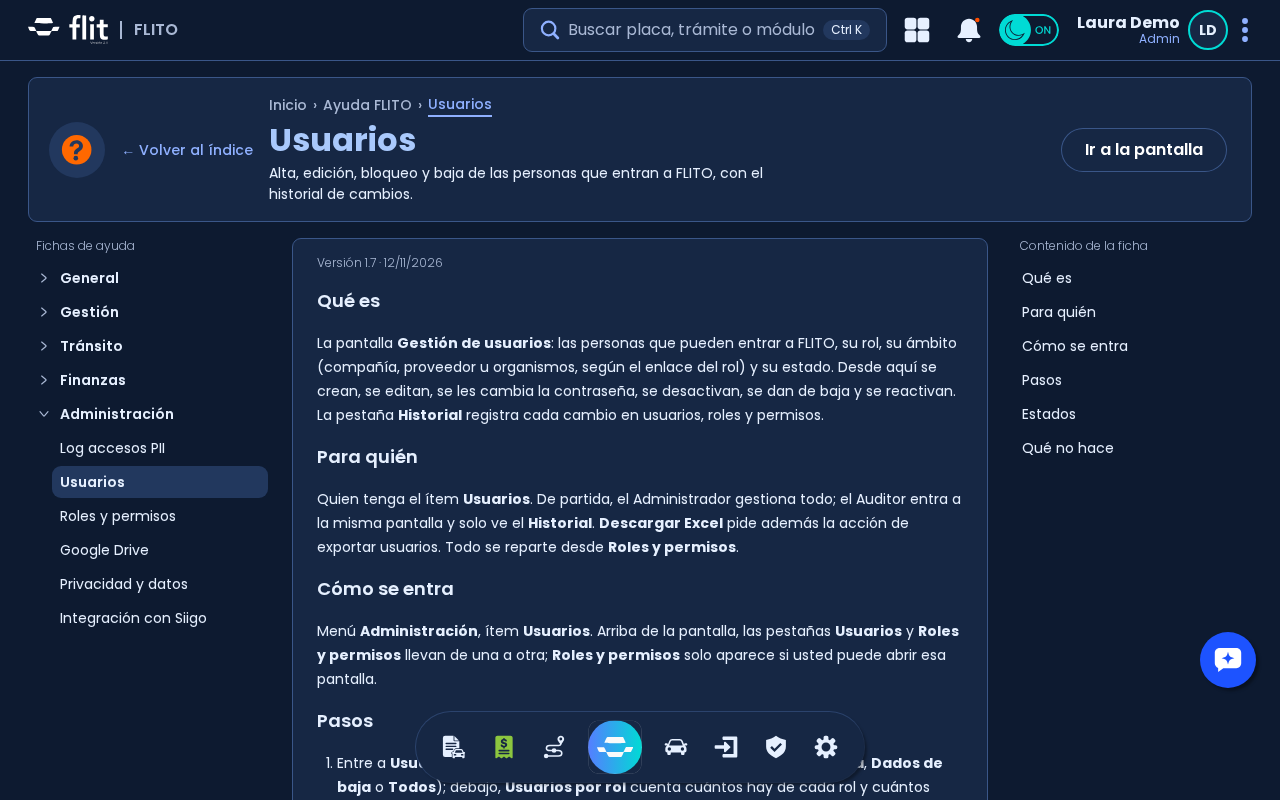 flit | FLITO
Buscar placa, trámite o módulo Ctrl K
ON
Laura Demo
Admin
LD
Inicio › Ayuda FLITO › Usuarios
← Volver al índice
Usuarios
Alta, edición, bloqueo y baja de las personas que entran a FLITO, con el
historial de cambios.
Ir a la pantalla
Fichas de ayuda
General
Gestión
Tránsito
Finanzas
Administración
Log accesos PII
Usuarios
Roles y permisos
Google Drive
Privacidad y datos
Integración con Siigo
Versión 1.7 · 12/11/2026
Qué es
La pantalla Gestión de usuarios: las personas que pueden entrar a FLITO, su rol, su ámbito
(compañía, proveedor u organismos, según el enlace del rol) y su estado. Desde aquí se
crean, se editan, se les cambia la contraseña, se desactivan, se dan de baja y se reactivan.
La pestaña Historial registra cada cambio en usuarios, roles y permisos.
Para quién
Quien tenga el ítem Usuarios. De partida, el Administrador gestiona todo; el Auditor entra a
la misma pantalla y solo ve el Historial. Descargar Excel pide además la acción de
exportar usuarios. Todo se reparte desde Roles y permisos.
Cómo se entra
Menú Administración, ítem Usuarios. Arriba de la pantalla, las pestañas Usuarios y Roles
y permisos llevan de una a otra; Roles y permisos solo aparece si usted puede abrir esa
pantalla.
Pasos
1. Entre a Dados de
baja o Todos); debajo, Usuarios por rol cuenta cuántos hay de cada rol y cuántos
Contenido de la ficha
Qué es
Para quién
Cómo se entra
Pasos
Estados
Qué no hace